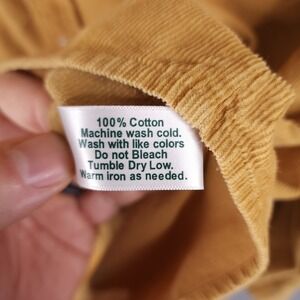 100% Cotton
Machine wash cold.
Wash with like colors
Do not Bleach
Tumble Dry Low.
Warm iron as needed.